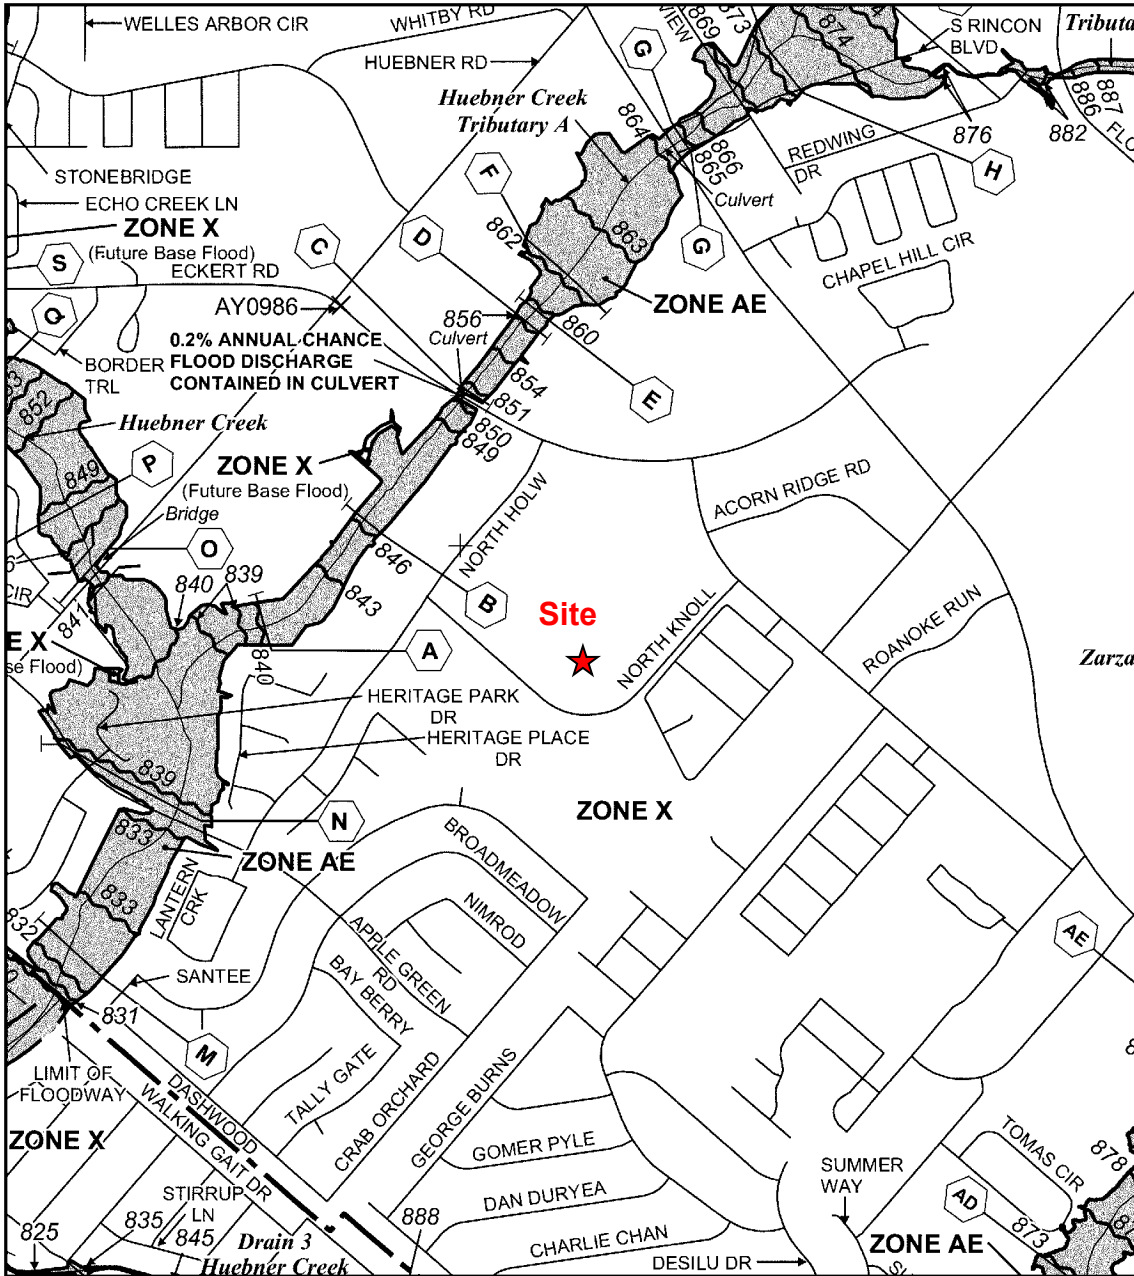 WELLES ARBOR CIR
WHITBY RD
VIEW
869
873
874
S RINCON
BLVD
Tributa
HUEBNER RD
G
Huebner Creek
Tributary A
864
866
865
876
882
886
887
FLO
REDWING
DR
H
STONEBRIDGE
ECHO CREEK LN
ZONE X
(Future Base Flood)
ECKERT RD
S
C
D
F
862
863
Culvert
G
CHAPEL HILL CIR
ZONE AE
AY0986
Q
856
Culvert
860
0.2% ANNUAL CHANCE
FLOOD DISCHARGE
CONTAINED IN CULVERT
BORDER
TRL
854
851
850
849
E
852
Huebner Creek
P
849
ZONE X
(Future Base Flood)
Bridge
O
NORTH HOLW
ACORN RIDGE RD
CIR
841
840
839
846
843
B
Site
NORTH KNOLL
ROANOKE RUN
Zarza
E X
se Flood)
840
A
HERITAGE PARK
DR
HERITAGE PLACE
DR
839
N
ZONE X
833
ZONE AE
833
832
LANTERN
CRK
BROADMEADOW
NIMROD
APPLE GREEN
RD
BAY BERRY
AE
SANTEE
831
M
LIMIT OF
FLOODWAY
DASHWOOD
WALKING GAIT DR
TALLY GATE
CRAB ORCHARD
GEORGE BURNS
ZONE X
GOMER PYLE
TOMAS CIR
878
SUMMER
WAY
AD
873
STIRRUP
LN
DAN DURYEA
825
835
845
888
Drain 3
Huebner Creek
CHARLIE CHAN
DESILU DR
ZONE AE